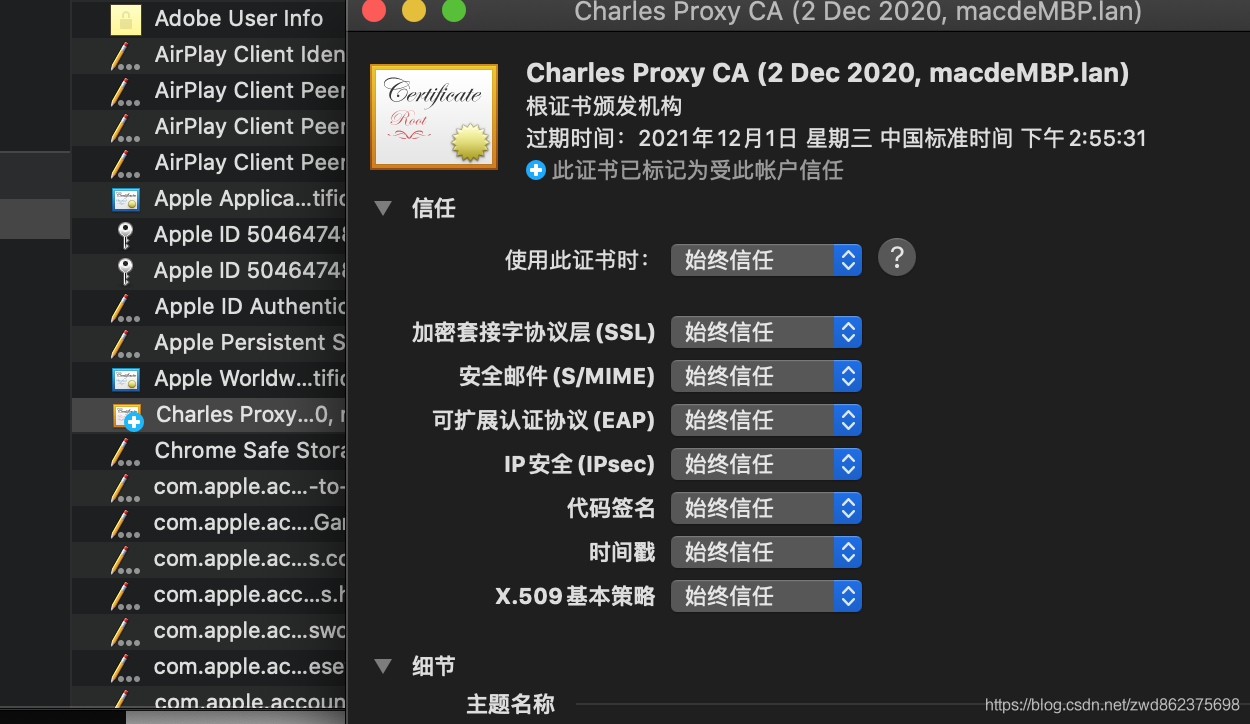 Adobe User Info
AirPlay Client Iden
AirPlay Client Peer
AirPlay Client Peer
AirPlay Client Peer
Apple Applica...tific
Apple ID 50464748
Apple ID 50464748
Apple ID Authentic
Apple Persistent S
Apple Worldw...tific
Charles Proxy...0, r
Chrome Safe Stora
com.apple.ac...-to-
com.apple.ac....Gar
com.apple.ac...s.co
com.apple.acc...s.h
com.apple.ac...swo
com.apple.ac...ese
com.apple.accoun
Charles Proxy CA (2 Dec 2020, macdeMBP.lan)
Certificate
Root
Charles Proxy CA (2 Dec 2020, macdeMBP.lan)
根证书颁发机构
过期时间：2021年12月1日 星期三 中国标准时间 下午2:55:31
此证书已标记为受此帐户信任
信任
使用此证书时： 始终信任 ?
加密套接字协议层 (SSL) 始终信任
安全邮件 (S/MIME) 始终信任
可扩展认证协议 (EAP) 始终信任
IP 安全 (IPsec) 始终信任
代码签名 始终信任
时间戳 始终信任
X.509 基本策略 始终信任
细节
主题名称
https://blog.csdn.net/zwd862375698